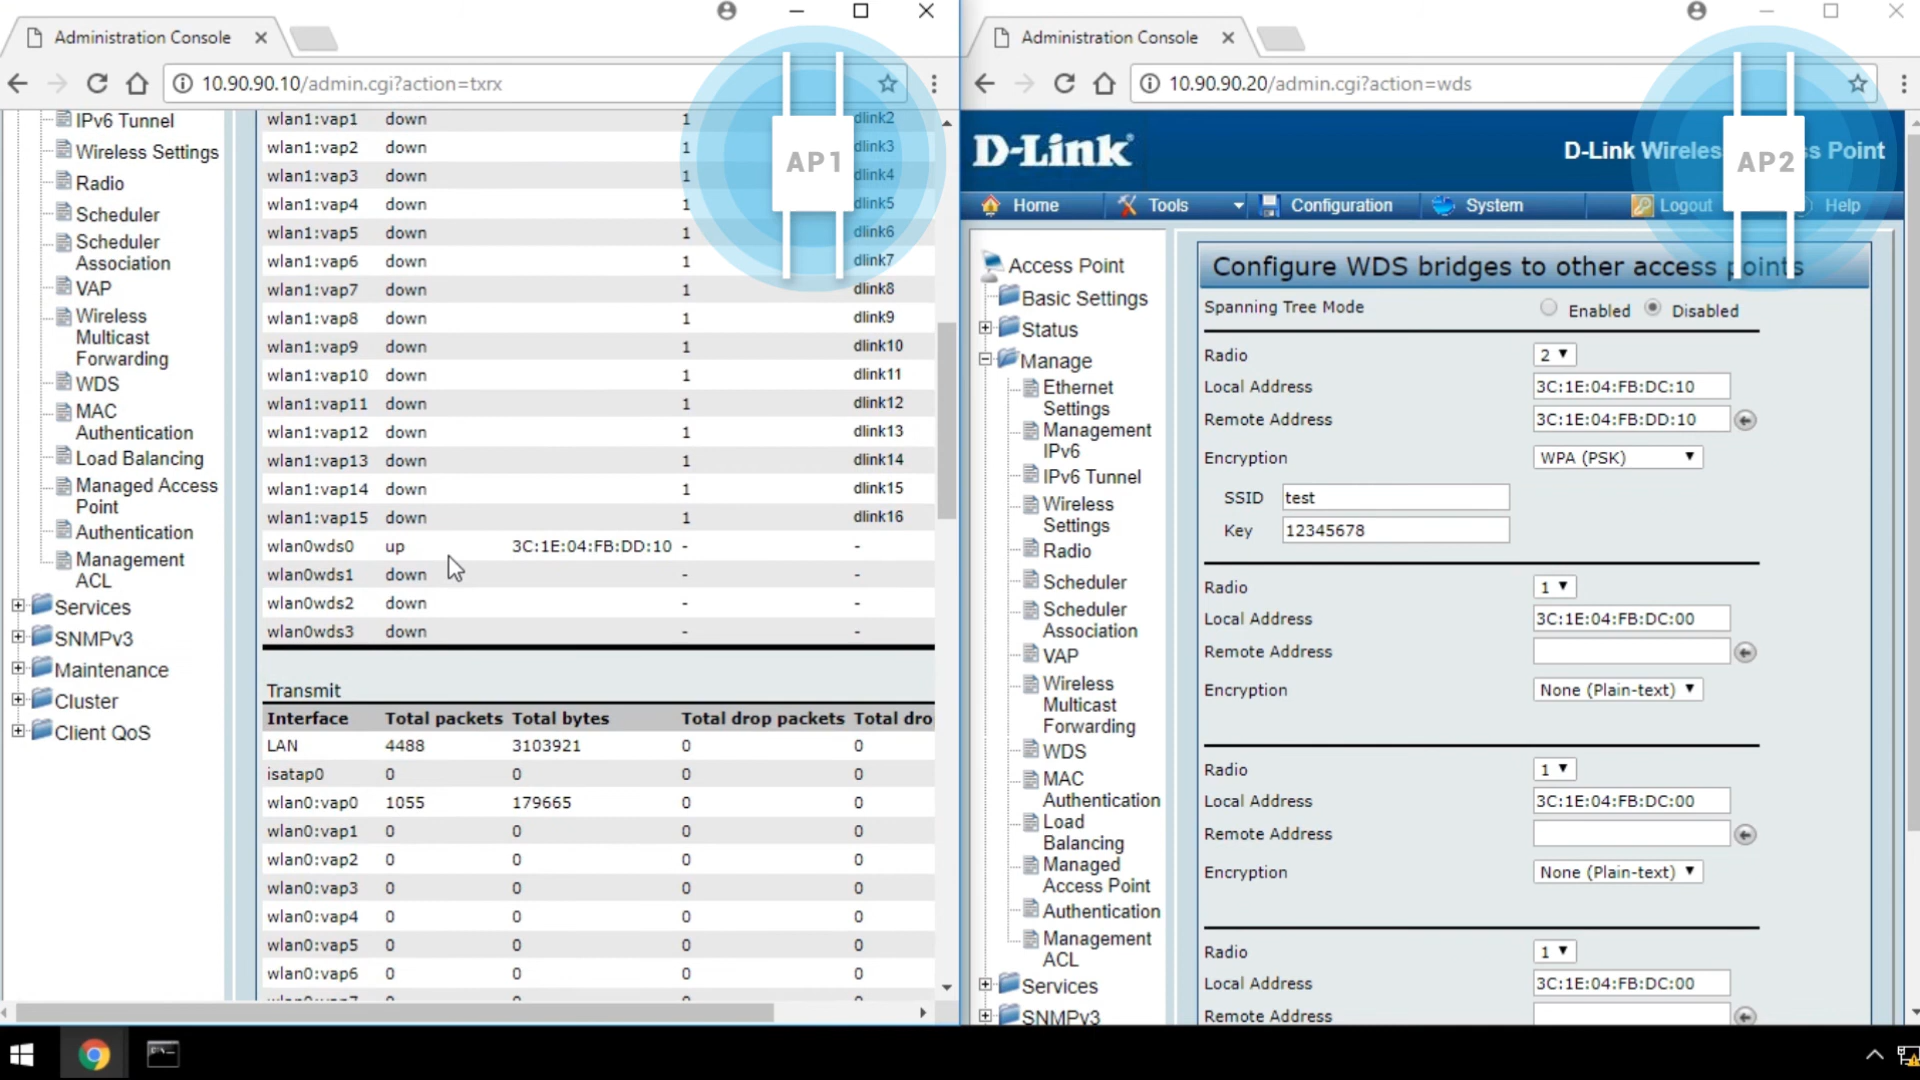 Administration Console
10.90.90.10/admin.cgi?action=txrx
AP1
IPv6 Tunnel
Wireless Settings
Radio
Scheduler
Scheduler
Association
VAP
Wireless
Multicast
Forwarding
WDS
MAC
Authentication
Load Balancing
Managed Access
Point
Authentication
Management
ACL
Services
SNMPv3
Maintenance
Cluster
Client QoS
wlan1:vap1 down 1 dlink2
wlan1:vap2 down 1 dlink3
wlan1:vap3 down 1 dlink4
wlan1:vap4 down 1 dlink5
wlan1:vap5 down 1 dlink6
wlan1:vap6 down 1 dlink7
wlan1:vap7 down 1 dlink8
wlan1:vap8 down 1 dlink9
wlan1:vap9 down 1 dlink10
wlan1:vap10 down 1 dlink11
wlan1:vap11 down 1 dlink12
wlan1:vap12 down 1 dlink13
wlan1:vap13 down 1 dlink14
wlan1:vap14 down 1 dlink15
wlan1:vap15 down 1 dlink16
wlan0wds0 up 3C:1E:04:FB:DD:10 - -
wlan0wds1 down - -
wlan0wds2 down - -
wlan0wds3 down - -
Transmit
Interface Total packets Total bytes Total drop packets Total dro
LAN 4488 3103921 0 0
isatap0 0 0 0 0
wlan0:vap0 1055 179665 0 0
wlan0:vap1 0 0 0 0
wlan0:vap2 0 0 0 0
wlan0:vap3 0 0 0 0
wlan0:vap4 0 0 0 0
wlan0:vap5 0 0 0 0
wlan0:vap6 0 0 0 0
Administration Console
10.90.90.20/admin.cgi?action=wds
AP2
D-Link
D-Link Wireless Point
Home Tools Configuration System Logout Help
Access Point
Basic Settings
Status
Manage
Ethernet
Settings
Management
IPv6
IPv6 Tunnel
Wireless
Settings
Radio
Scheduler
Scheduler
Association
VAP
Wireless
Multicast
Forwarding
WDS
MAC
Authentication
Load
Balancing
Managed
Access Point
Authentication
Management
ACL
Services
SNMPv3
Configure WDS bridges to other access points
Spanning Tree Mode Enabled Disabled
Radio 2
Local Address 3C:1E:04:FB:DC:10
Remote Address 3C:1E:04:FB:DD:10
Encryption WPA (PSK)
SSID test
Key 12345678
Radio 1
Local Address 3C:1E:04:FB:DC:00
Remote Address
Encryption None (Plain-text)
Radio 1
Local Address 3C:1E:04:FB:DC:00
Remote Address
Encryption None (Plain-text)
Radio 1
Local Address 3C:1E:04:FB:DC:00
Remote Address